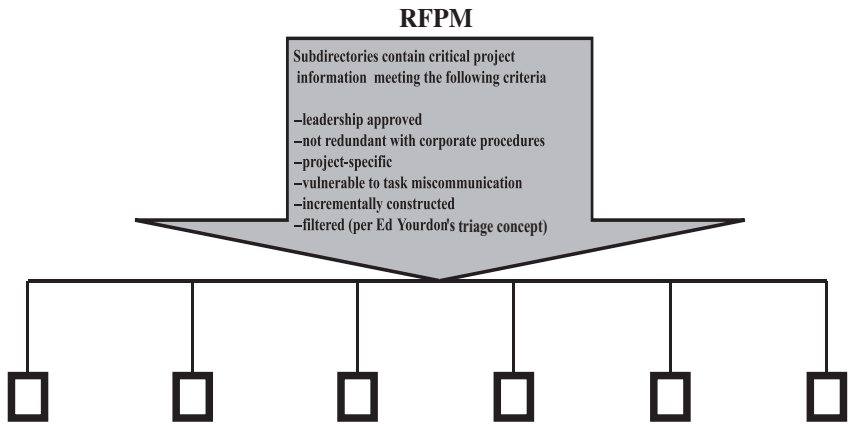 RFPM
Subdirectories contain critical project
information meeting the following criteria
–leadership approved
–not redundant with corporate procedures
–project-specific
–vulnerable to task miscommunication
–incrementally constructed
–filtered (per Ed Yourdon's triage concept)